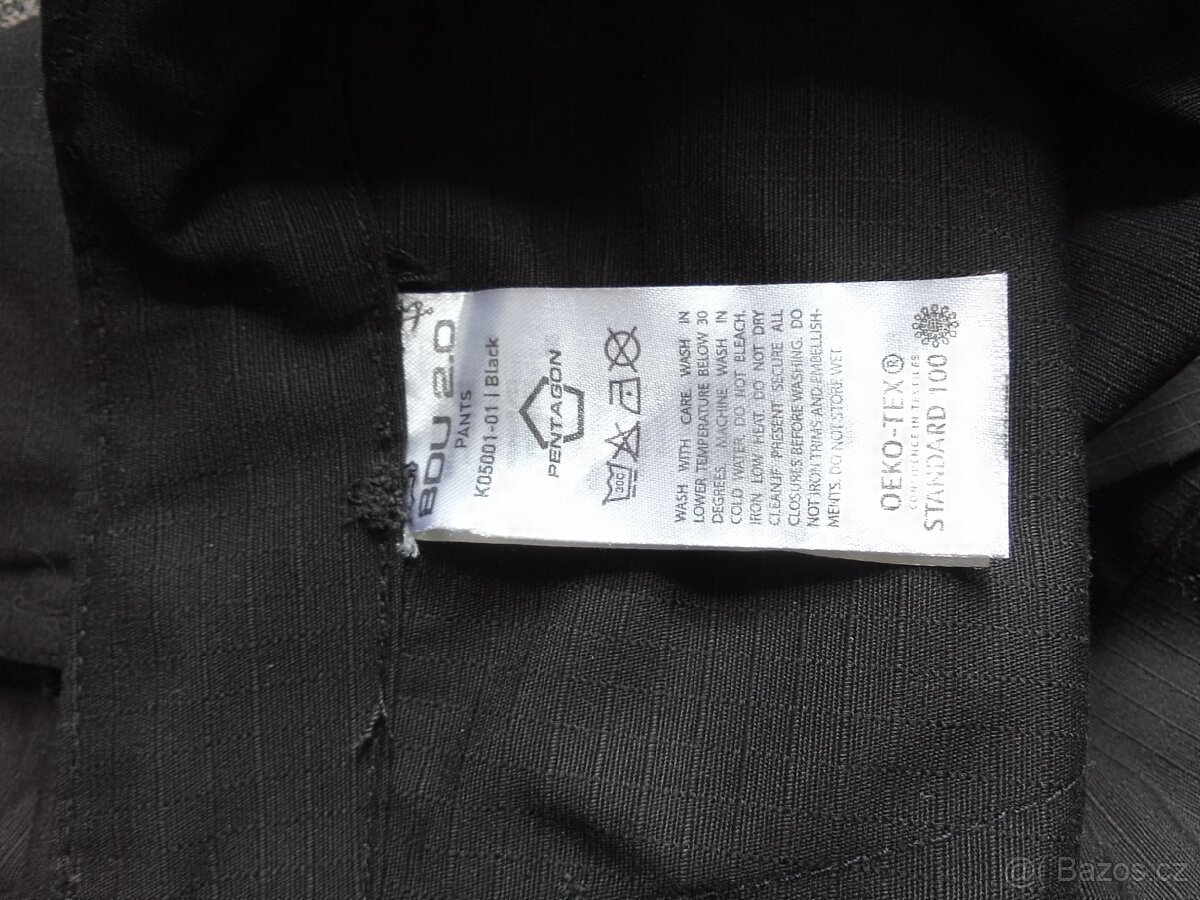 BDU 2.0
PANTS
K05001-01 | Black
PENTAGON
30C
WASH WITH CARE. WASH IN
LOWER TEMPERATURE BELOW 30
DEGREES. MACHINE WASH IN
COLD WATER. DO NOT BLEACH.
IRON LOW HEAT. DO NOT DRY
CLEAN.IF PRESENT SECURE ALL
CLOSURES BEFORE WASHING. DO
NOT IRON TRIMS AND EMBELLISH-
MENTS. DO NOT STORE WET
OEKO-TEX®
CONFIDENCE IN TEXTILES
STANDARD 100
@ Bazos.cz